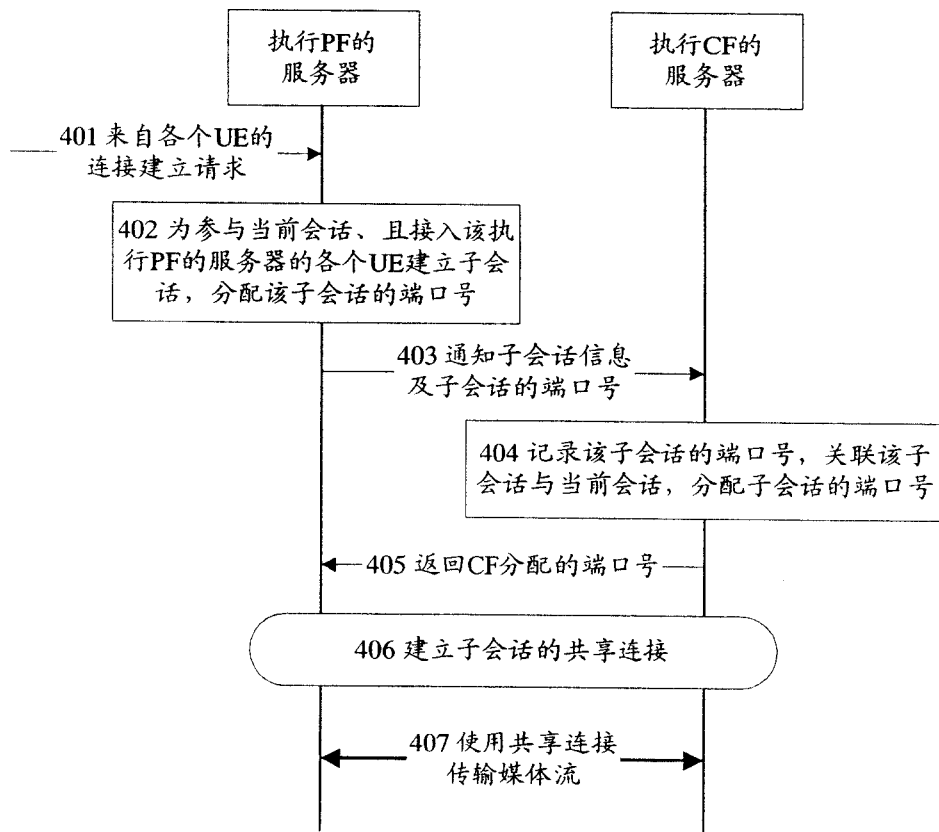 执行PF的
服务器
执行CF的
服务器
401 来自各个UE的
连接建立请求
402 为参与当前会话、且接入该执
行PF的服务器的各个UE建立子会
话，分配该子会话的端口号
403 通知子会话信息
及子会话的端口号
404 记录该子会话的端口号，关联该子
会话与当前会话，分配子会话的端口号
405 返回CF分配的端口号
406 建立子会话的共享连接
407 使用共享连接
传输媒体流